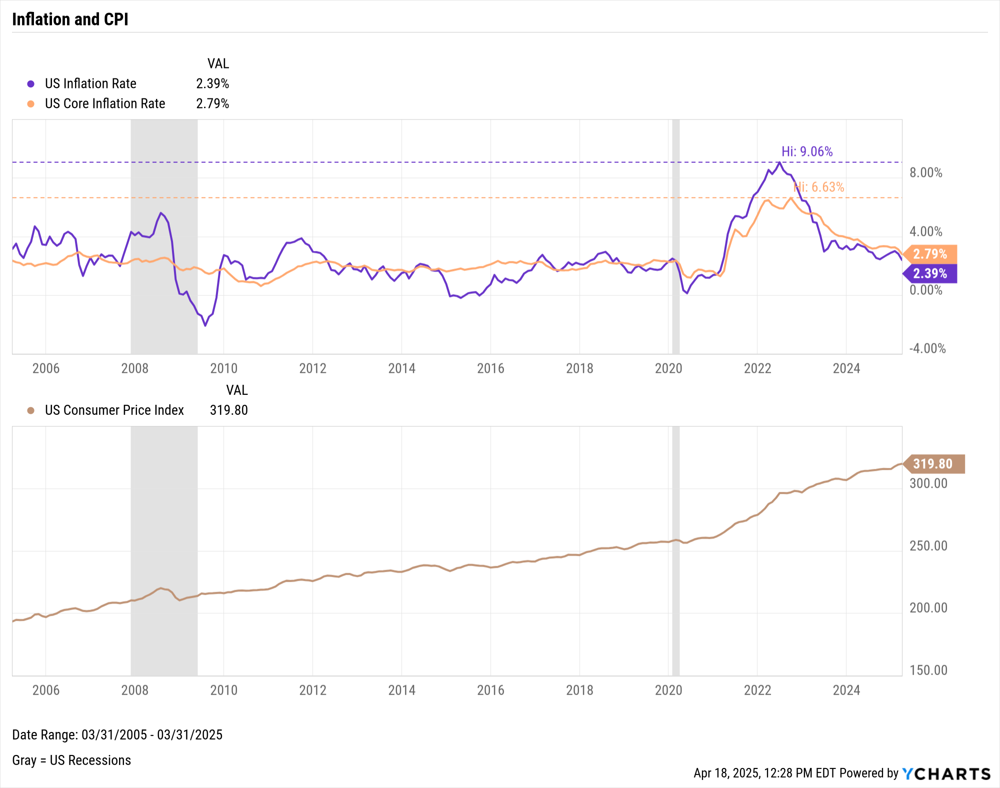 Inflation and CPI
VAL
US Inflation Rate 2.39%
US Core Inflation Rate 2.79%
Hi: 9.06%
8.00%
Hi: 6.63%
4.00%
2.79%
2.39%
0.00%
-4.00%
2006 2008 2010 2012 2014 2016 2018 2020 2022 2024
VAL
US Consumer Price Index 319.80
319.80
300.00
250.00
200.00
150.00
2006 2008 2010 2012 2014 2016 2018 2020 2022 2024
Date Range: 03/31/2005 - 03/31/2025
Gray = US Recessions
Apr 18, 2025, 12:28 PM EDT Powered by YCHARTS